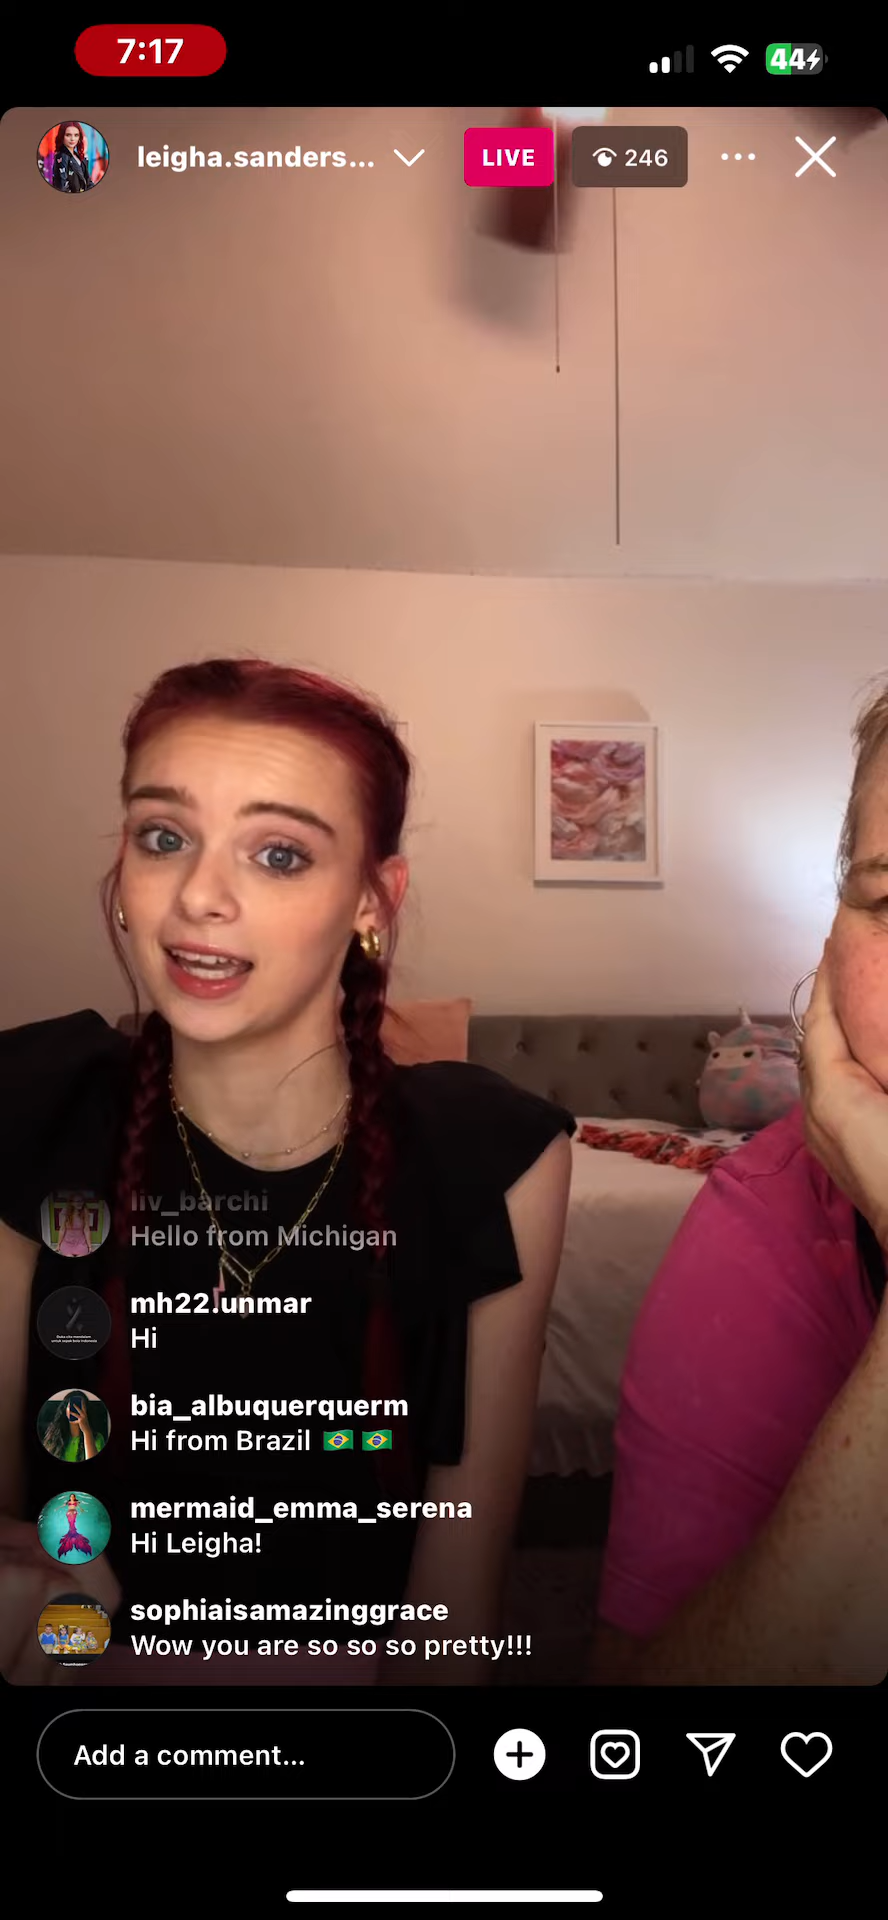 7:17
44
leigha.sanders...
LIVE
246
liv_barchi
Hello from Michigan
mh22.unmar
Hi
bia_albuquerquerm
Hi from Brazil 🇧🇷 🇧🇷
mermaid_emma_serena
Hi Leigha!
sophiaisamazinggrace
Wow you are so so so pretty!!!
Add a comment...